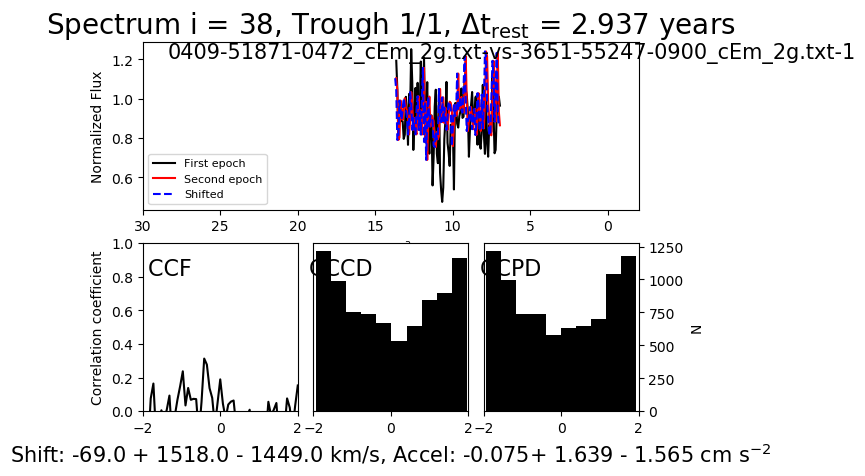 Spectrum i = 38, Trough 1/1, Δt_rest = 2.937 years
0409-51871-0472_cEm_2g.txt-vs-3651-55247-0900_cEm_2g.txt-1
Normalized Flux
1.2
1.0
0.8
0.6
First epoch
Second epoch
Shifted
30 25 20 15 10 5 0
Correlation coefficient
1.0
0.8
0.6
0.4
0.2
0.0
CCF
CCCD
CCPD
1250
1000
750
500
250
0
N
−2 0 2
−2 0 2
−2 0 2
Shift: -69.0 + 1518.0 - 1449.0 km/s, Accel: -0.075+ 1.639 - 1.565 cm s⁻²